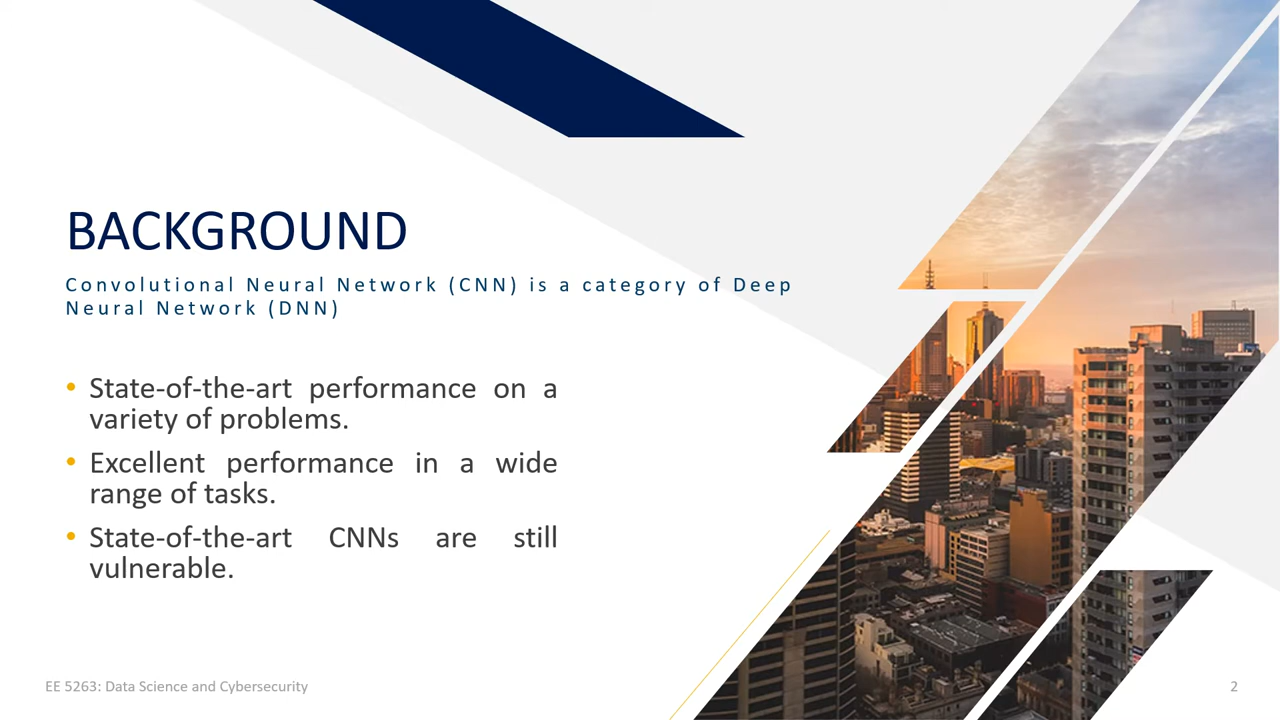 BACKGROUND
Convolutional Neural Network (CNN) is a category of Deep
Neural Network (DNN)
• State-of-the-art performance on a
variety of problems.
• Excellent performance in a wide
range of tasks.
• State-of-the-art CNNs are still
vulnerable.
EE 5263: Data Science and Cybersecurity
2